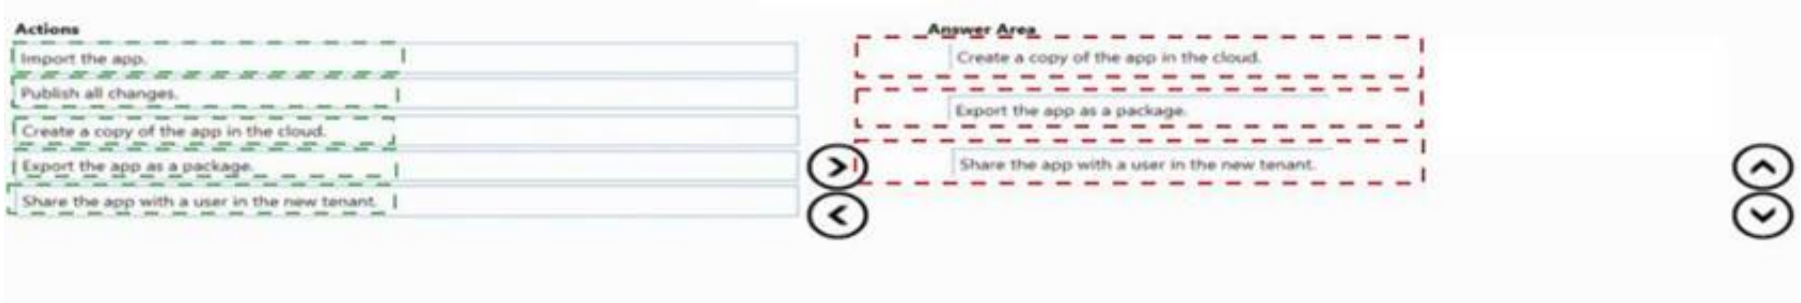 Actions
Import the app.
Publish all changes.
Create a copy of the app in the cloud.
Export the app as a package.
Share the app with a user in the new tenant.
Answer Area
Create a copy of the app in the cloud.
Export the app as a package.
Share the app with a user in the new tenant.